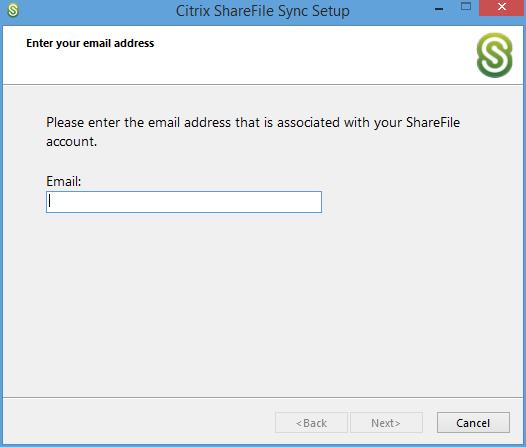 Citrix ShareFile Sync Setup
Enter your email address
Please enter the email address that is associated with your ShareFile
account.
Email:
<Back
Next>
Cancel